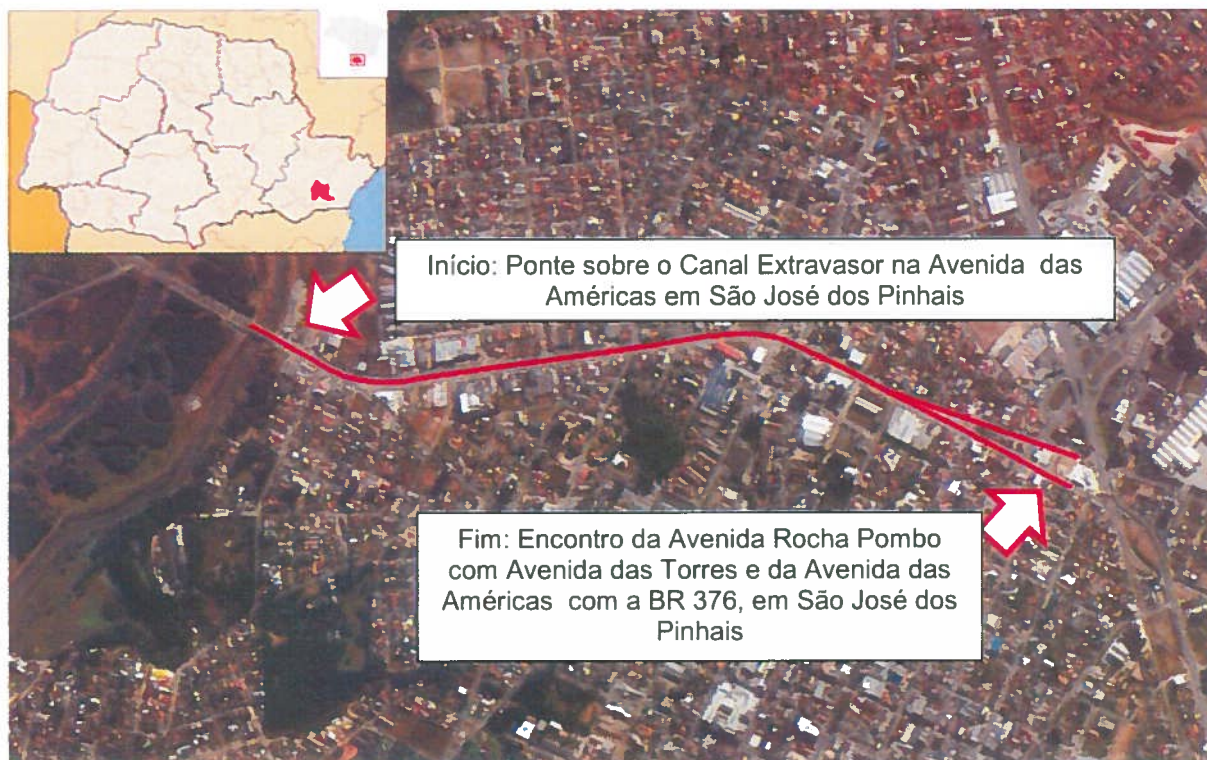 Início: Ponte sobre o Canal Extravasor na Avenida das
Américas em São José dos Pinhais
Fim: Encontro da Avenida Rocha Pombo
com Avenida das Torres e da Avenida das
Américas com a BR 376, em São José dos
Pinhais